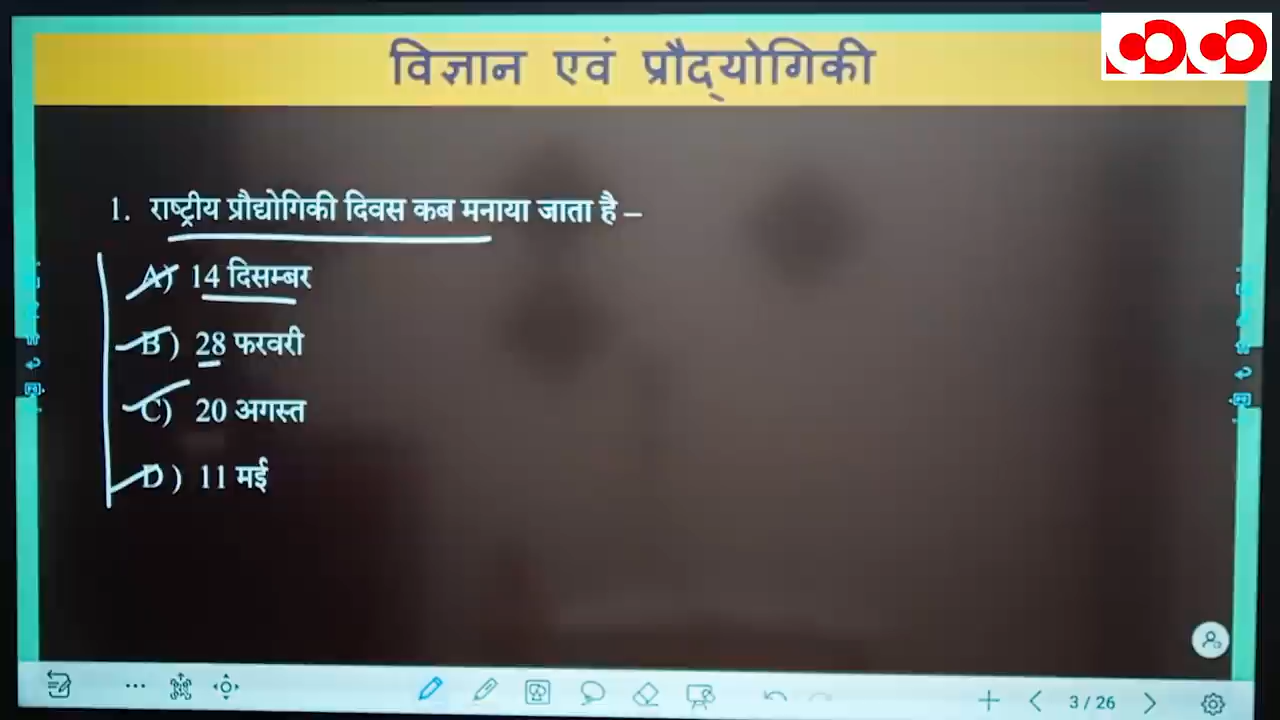 विज्ञान एवं प्रौद्योगिकी
1. राष्ट्रीय प्रौद्योगिकी दिवस कब मनाया जाता है –
A) 14 दिसम्बर
B) 28 फरवरी
C) 20 अगस्त
D) 11 मई
3 / 26